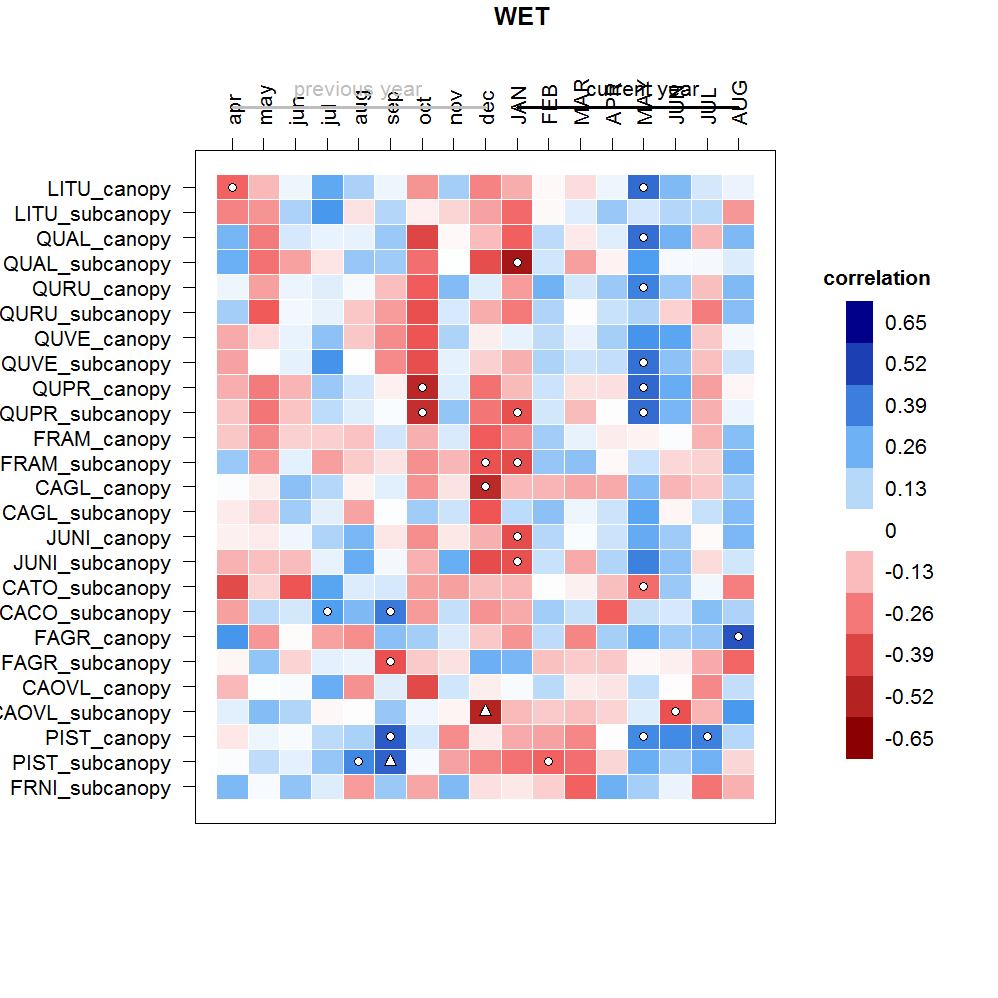 WET
previous year
current year
apr
may
jun
jul
aug
sep
oct
nov
dec
JAN
FEB
MAR
APR
MAY
JUN
JUL
AUG
LITU_canopy
LITU_subcanopy
QUAL_canopy
QUAL_subcanopy
QURU_canopy
QURU_subcanopy
QUVE_canopy
QUVE_subcanopy
QUPR_canopy
QUPR_subcanopy
FRAM_canopy
FRAM_subcanopy
CAGL_canopy
CAGL_subcanopy
JUNI_canopy
JUNI_subcanopy
CATO_subcanopy
CACO_subcanopy
FAGR_canopy
FAGR_subcanopy
CAOVL_canopy
CAOVL_subcanopy
PIST_canopy
PIST_subcanopy
FRNI_subcanopy
correlation
0.65
0.52
0.39
0.26
0.13
0
-0.13
-0.26
-0.39
-0.52
-0.65